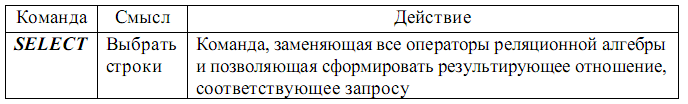 Команда Смысл Действие
SELECT Выбрать Команда, заменяющая все операторы реляционной алгебры
строки и позволяющая сформировать результирующее отношение,
соответствующее запросу